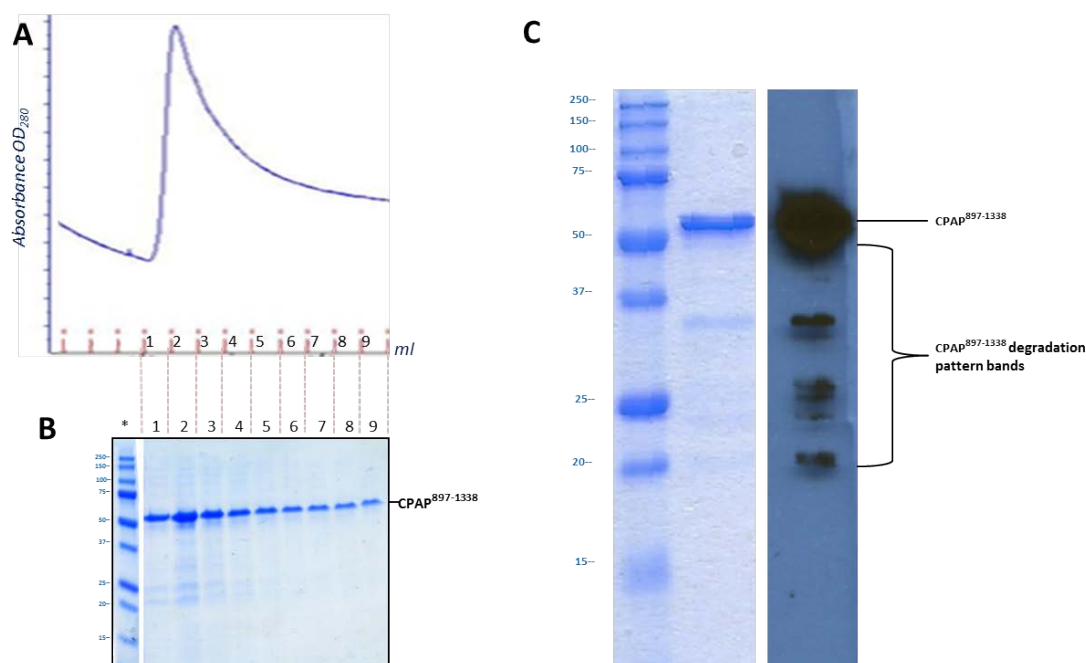 A
Absorbance OD280
1 2 3 4 5 6 7 8 9 ml
B
* 1 2 3 4 5 6 7 8 9
250–
150–
100–
75–
50–
37–
25–
20–
15–
CPAP897-1338
C
250--
150--
100--
75--
50--
37--
25--
20--
15--
CPAP897-1338
CPAP897-1338 degradation
pattern bands